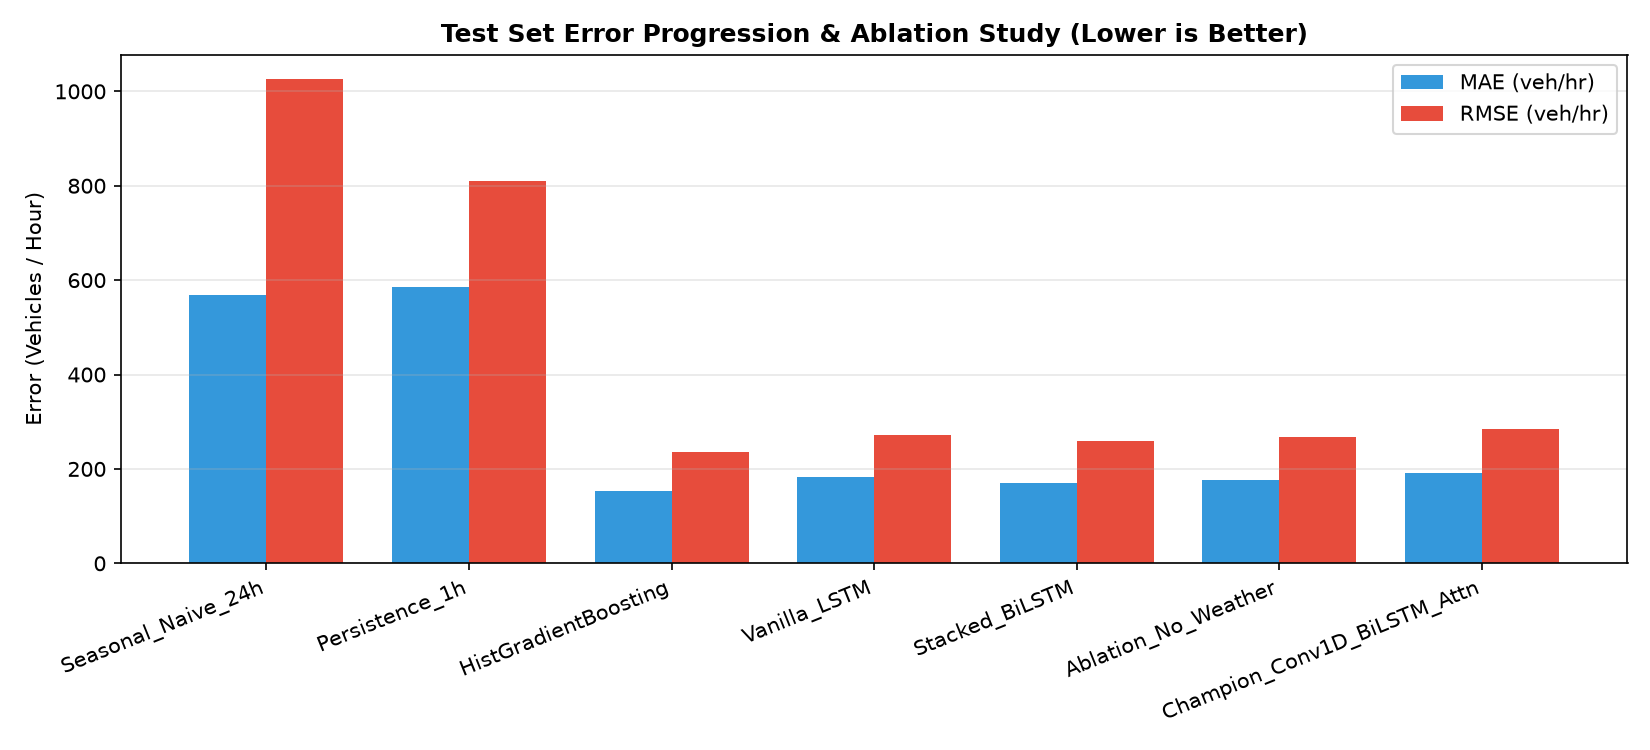 Test Set Error Progression & Ablation Study (Lower is Better)
MAE (veh/hr)
RMSE (veh/hr)
Error (Vehicles / Hour)
1000
800
600
400
200
0
Seasonal_Naive_24h
Persistence_1h
HistGradientBoosting
Vanilla_LSTM
Stacked_BiLSTM
Ablation_No_Weather
Champion_Conv1D_BiLSTM_Attn